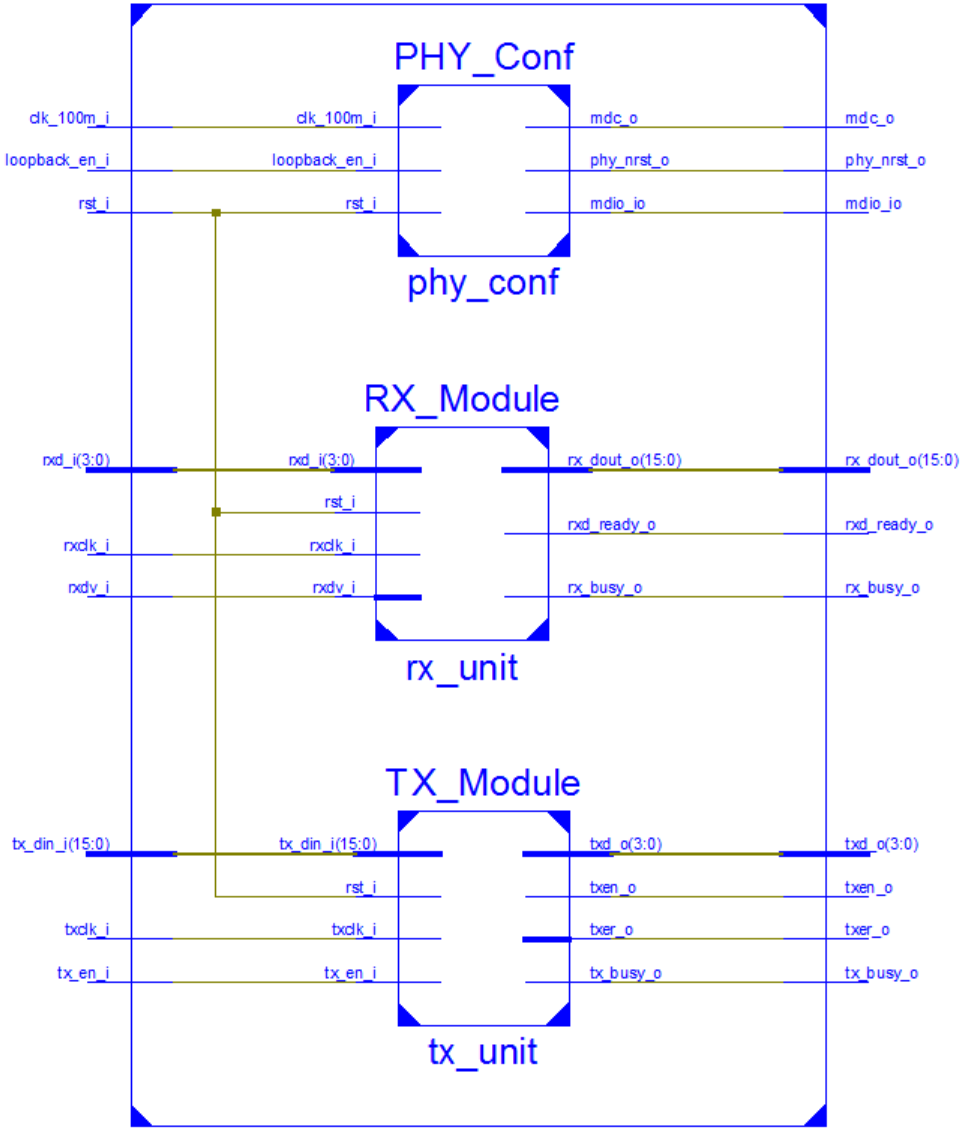 PHY_Conf
clk_100m_i clk_100m_i mdc_o mdc_o
loopback_en_i loopback_en_i phy_nrst_o phy_nrst_o
rst_i rst_i mdio_io mdio_io
phy_conf
RX_Module
rxd_i(3:0) rxd_i(3:0) rx_dout_o(15:0) rx_dout_o(15:0)
rst_i
rxd_ready_o rxd_ready_o
rxclk_i rxclk_i
rxdv_i rxdv_i rx_busy_o rx_busy_o
rx_unit
TX_Module
tx_din_i(15:0) tx_din_i(15:0) txd_o(3:0) txd_o(3:0)
rst_i txen_o txen_o
txclk_i txclk_i txer_o txer_o
tx_en_i tx_en_i tx_busy_o tx_busy_o
tx_unit